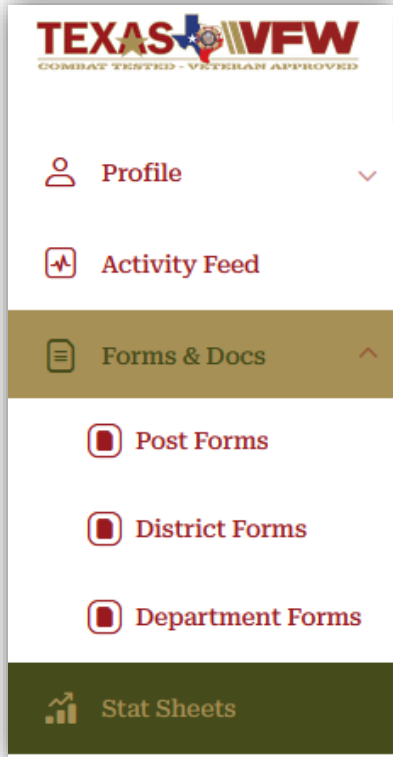 TEXAS VFW
COMBAT TESTED - VETERAN APPROVED
Profile
Activity Feed
Forms & Docs
Post Forms
District Forms
Department Forms
Stat Sheets